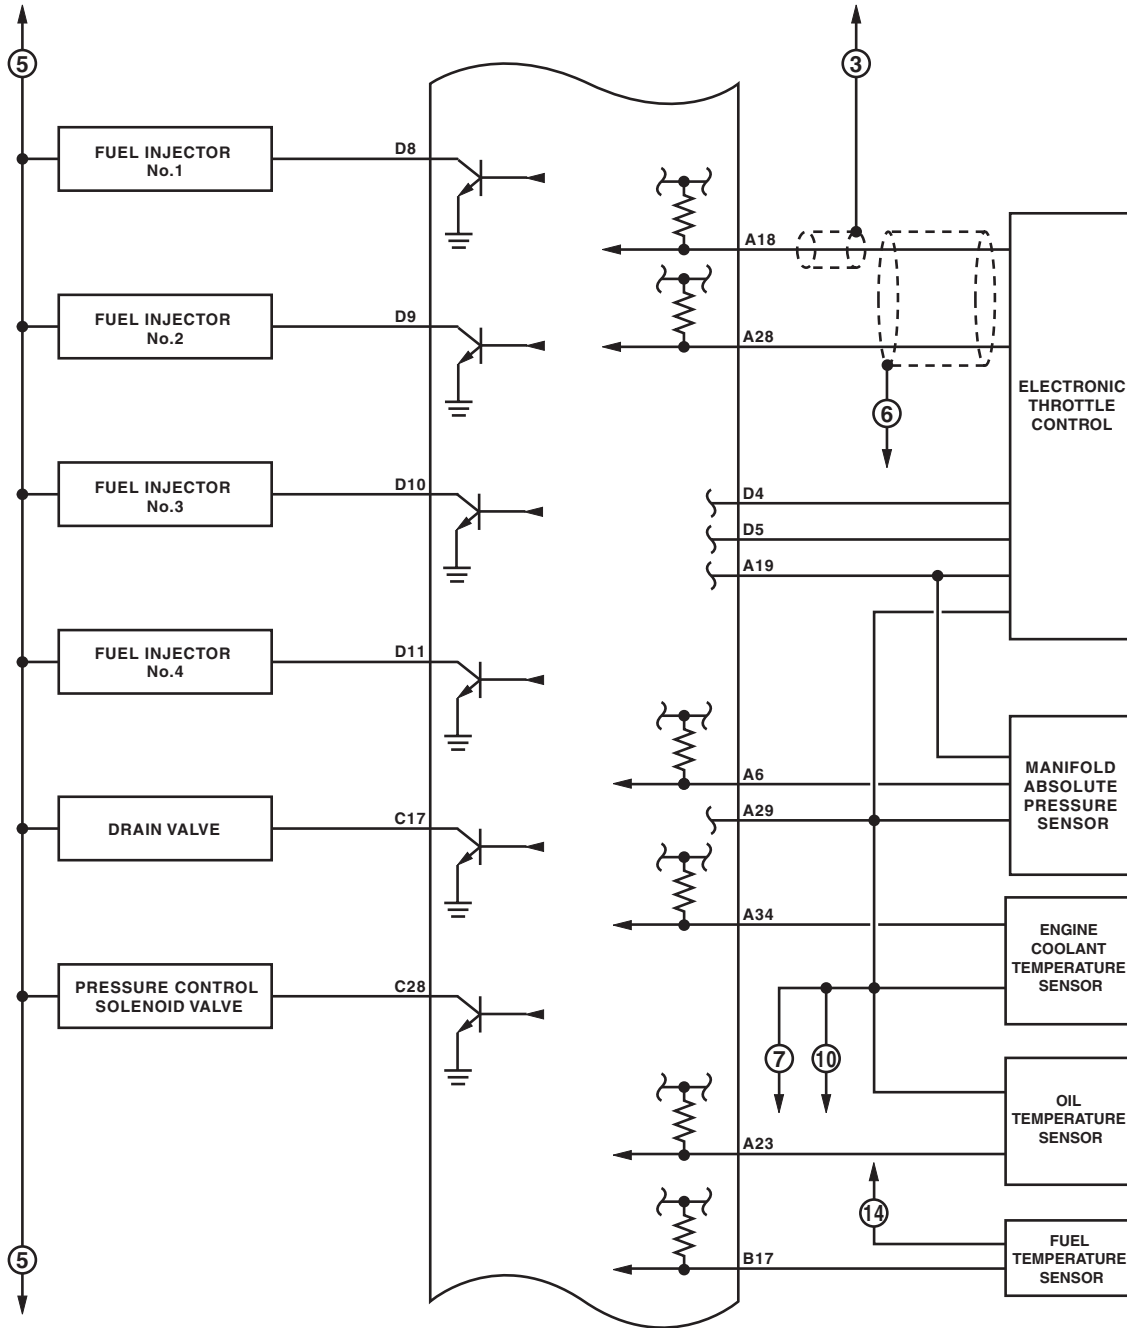 5
3
FUEL INJECTOR
No.1
D8
A18
FUEL INJECTOR
No.2
D9
A28
ELECTRONIC
THROTTLE
CONTROL
6
FUEL INJECTOR
No.3
D10
D4
D5
A19
FUEL INJECTOR
No.4
D11
A6
MANIFOLD
ABSOLUTE
PRESSURE
SENSOR
DRAIN VALVE
C17
A29
A34
ENGINE
COOLANT
TEMPERATURE
SENSOR
PRESSURE CONTROL
SOLENOID VALVE
C28
7
10
OIL
TEMPERATURE
SENSOR
A23
14
FUEL
TEMPERATURE
SENSOR
5
B17